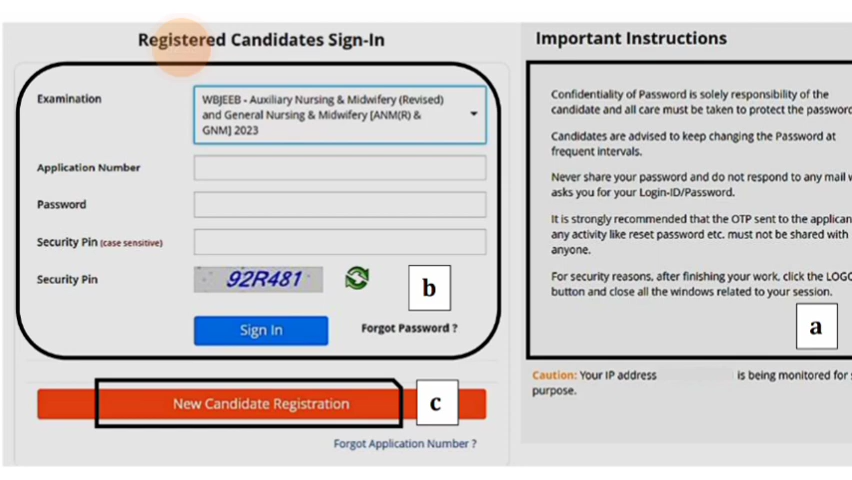 Registered Candidates Sign-In
Examination
WBJEEB - Auxiliary Nursing & Midwifery (Revised)
and General Nursing & Midwifery [ANM(R) &
GNM] 2023
Application Number
Password
Security Pin (case sensitive)
Security Pin
92R481
b
Sign In
Forgot Password ?
New Candidate Registration
c
Forgot Application Number ?
Important Instructions
Confidentiality of Password is solely responsibility of the
candidate and all care must be taken to protect the password
Candidates are advised to keep changing the Password at
frequent intervals.
Never share your password and do not respond to any mail
asks you for your Login-ID/Password.
It is strongly recommended that the OTP sent to the applican
any activity like reset password etc. must not be shared with
anyone.
For security reasons, after finishing your work, click the LOGO
button and close all the windows related to your session.
a
Caution: Your IP address is being monitored for
purpose.